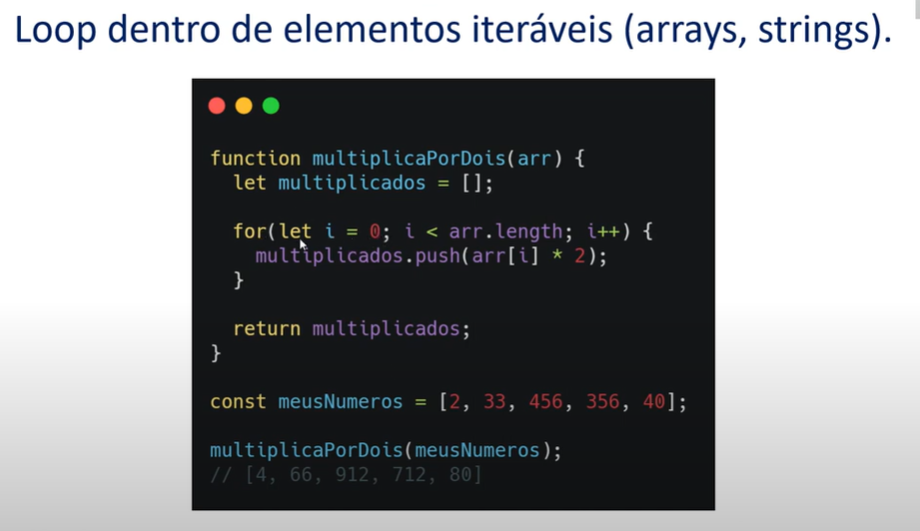 Loop dentro de elementos iteráveis (arrays, strings).
function multiplicaPorDois(arr) {
let multiplicados = [];
for(let i = 0; i < arr.length; i++) {
multiplicados.push(arr[i] * 2);
}
return multiplicados;
}
const meusNumeros = [2, 33, 456, 356, 40];
multiplicaPorDois(meusNumeros);
// [4, 66, 912, 712, 80]